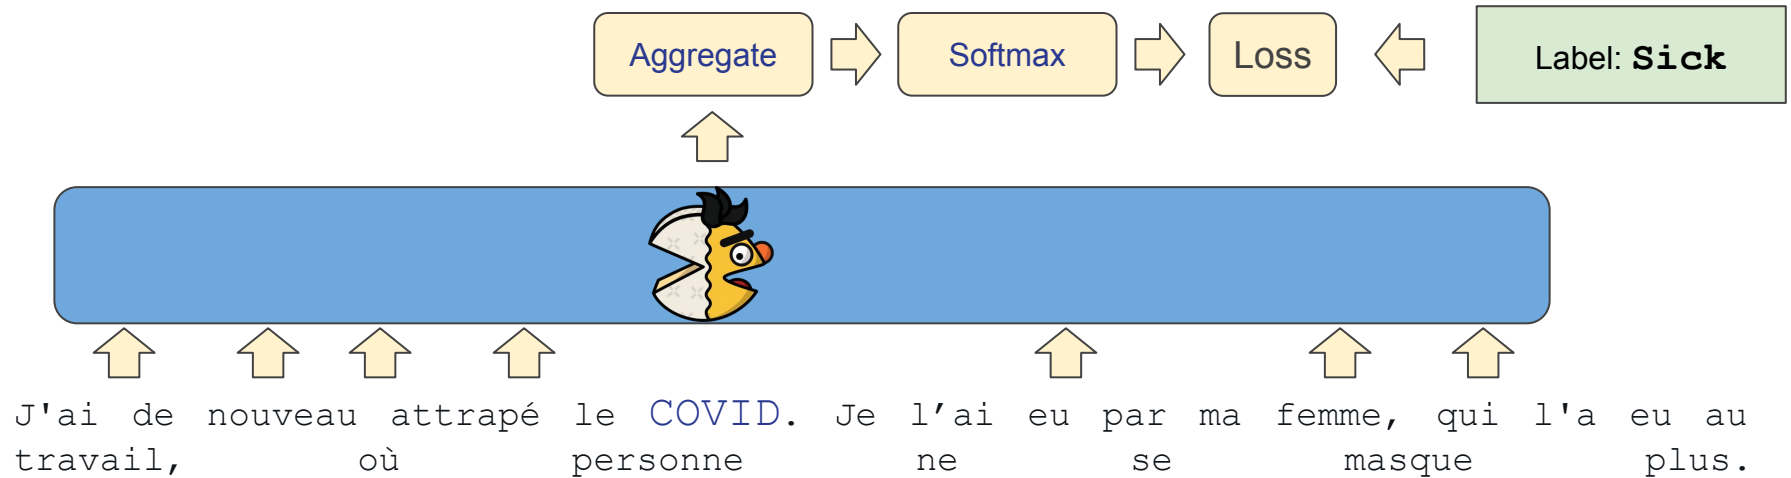 Aggregate
Softmax
Loss
Label: Sick
J'ai de nouveau attrapé le COVID. Je l’ai eu par ma femme, qui l'a eu au
travail, où personne ne se masque plus.